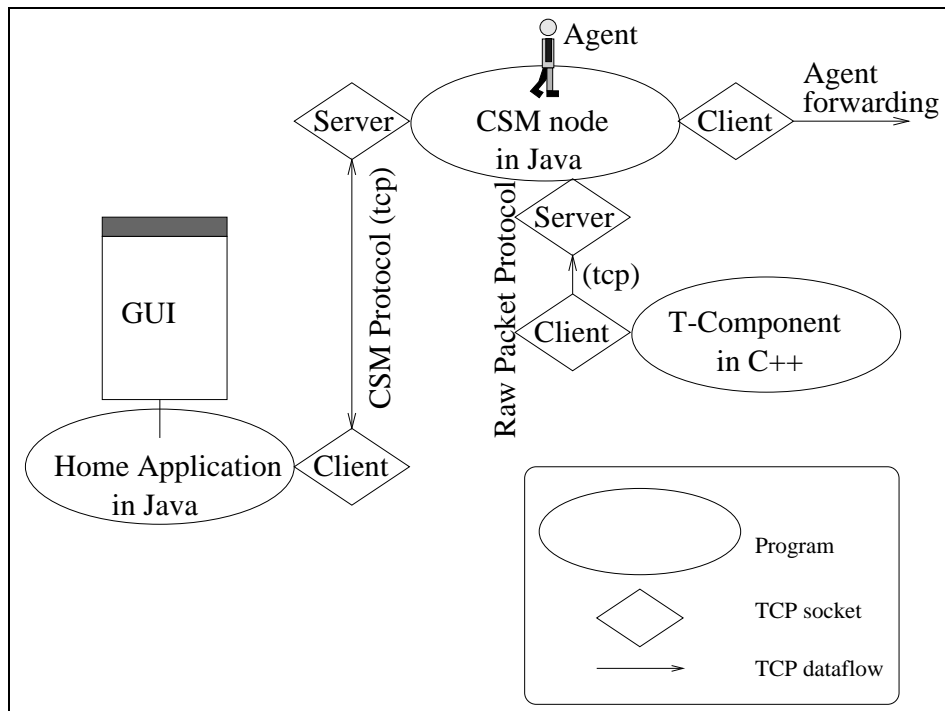 Agent
Agent
forwarding
Server
CSM node
in Java
Client
CSM Protocol (tcp)
Raw Packet Protocol
Server
(tcp)
GUI
Client
T-Component
in C++
Home Application
in Java
Client
Program
TCP socket
TCP dataflow